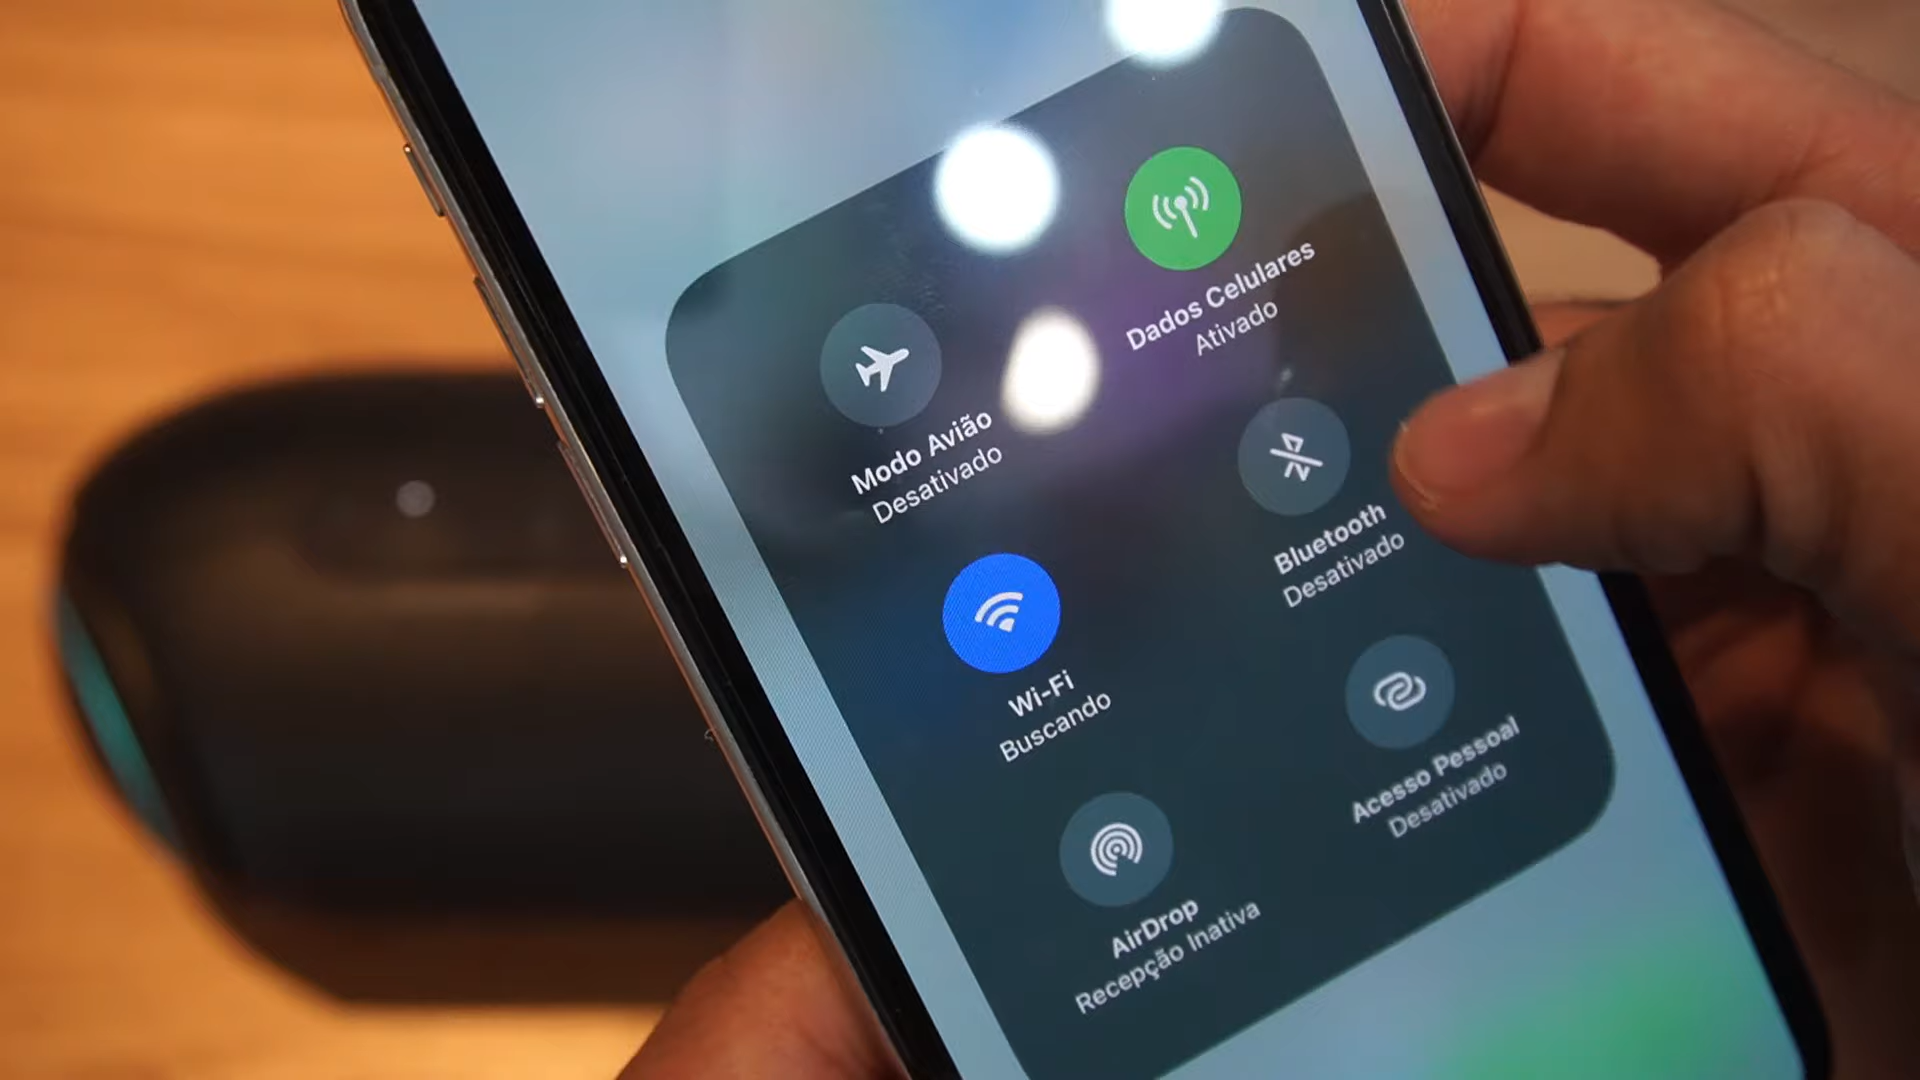 Modo Avião
Desativado
Dados Celulares
Ativado
Wi-Fi
Buscando
Bluetooth
Desativado
AirDrop
Recepção Inativa
Acesso Pessoal
Desativado